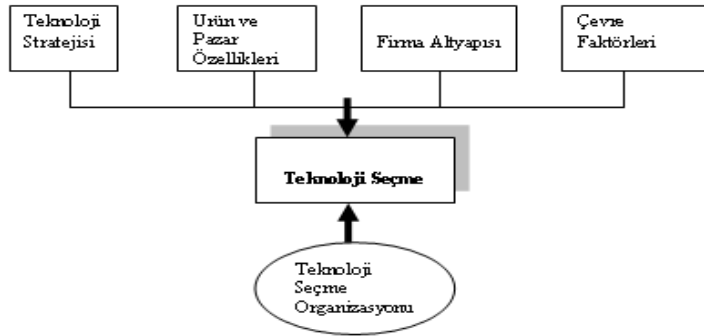 Teknoloji
Stratejisi
Ürün ve
Pazar
Özellikleri
Firma Altyapısı
Çevre
Faktörleri
Teknoloji Seçme
Teknoloji
Seçme
Organizasyonu